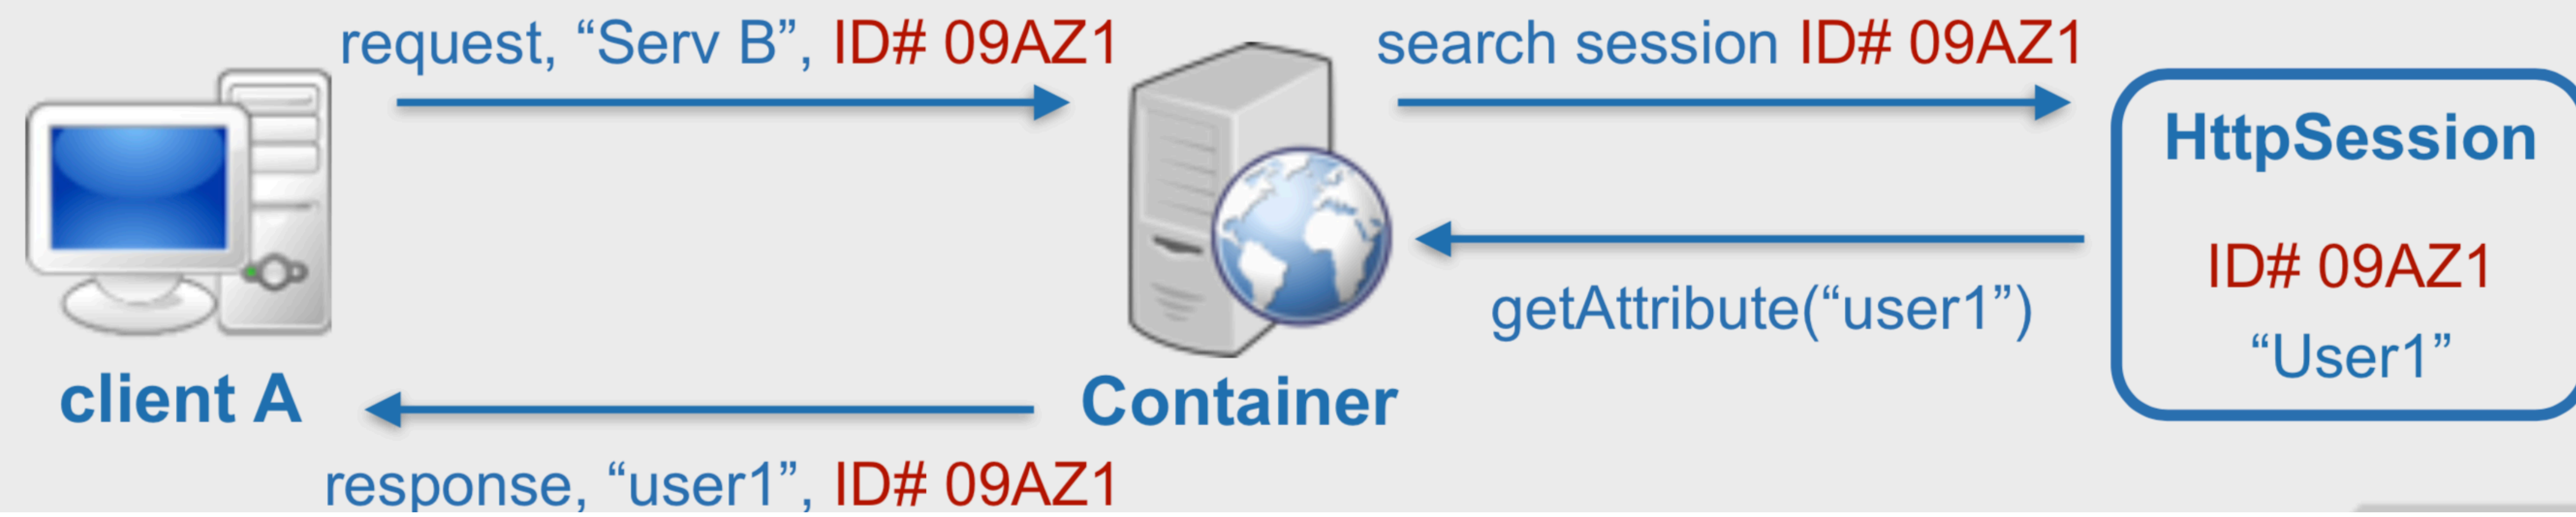 request, “Serv B”, ID# 09AZ1
search session ID# 09AZ1
HttpSession
ID# 09AZ1
“User1”
getAttribute(“user1”)
client A
Container
response, “user1”, ID# 09AZ1